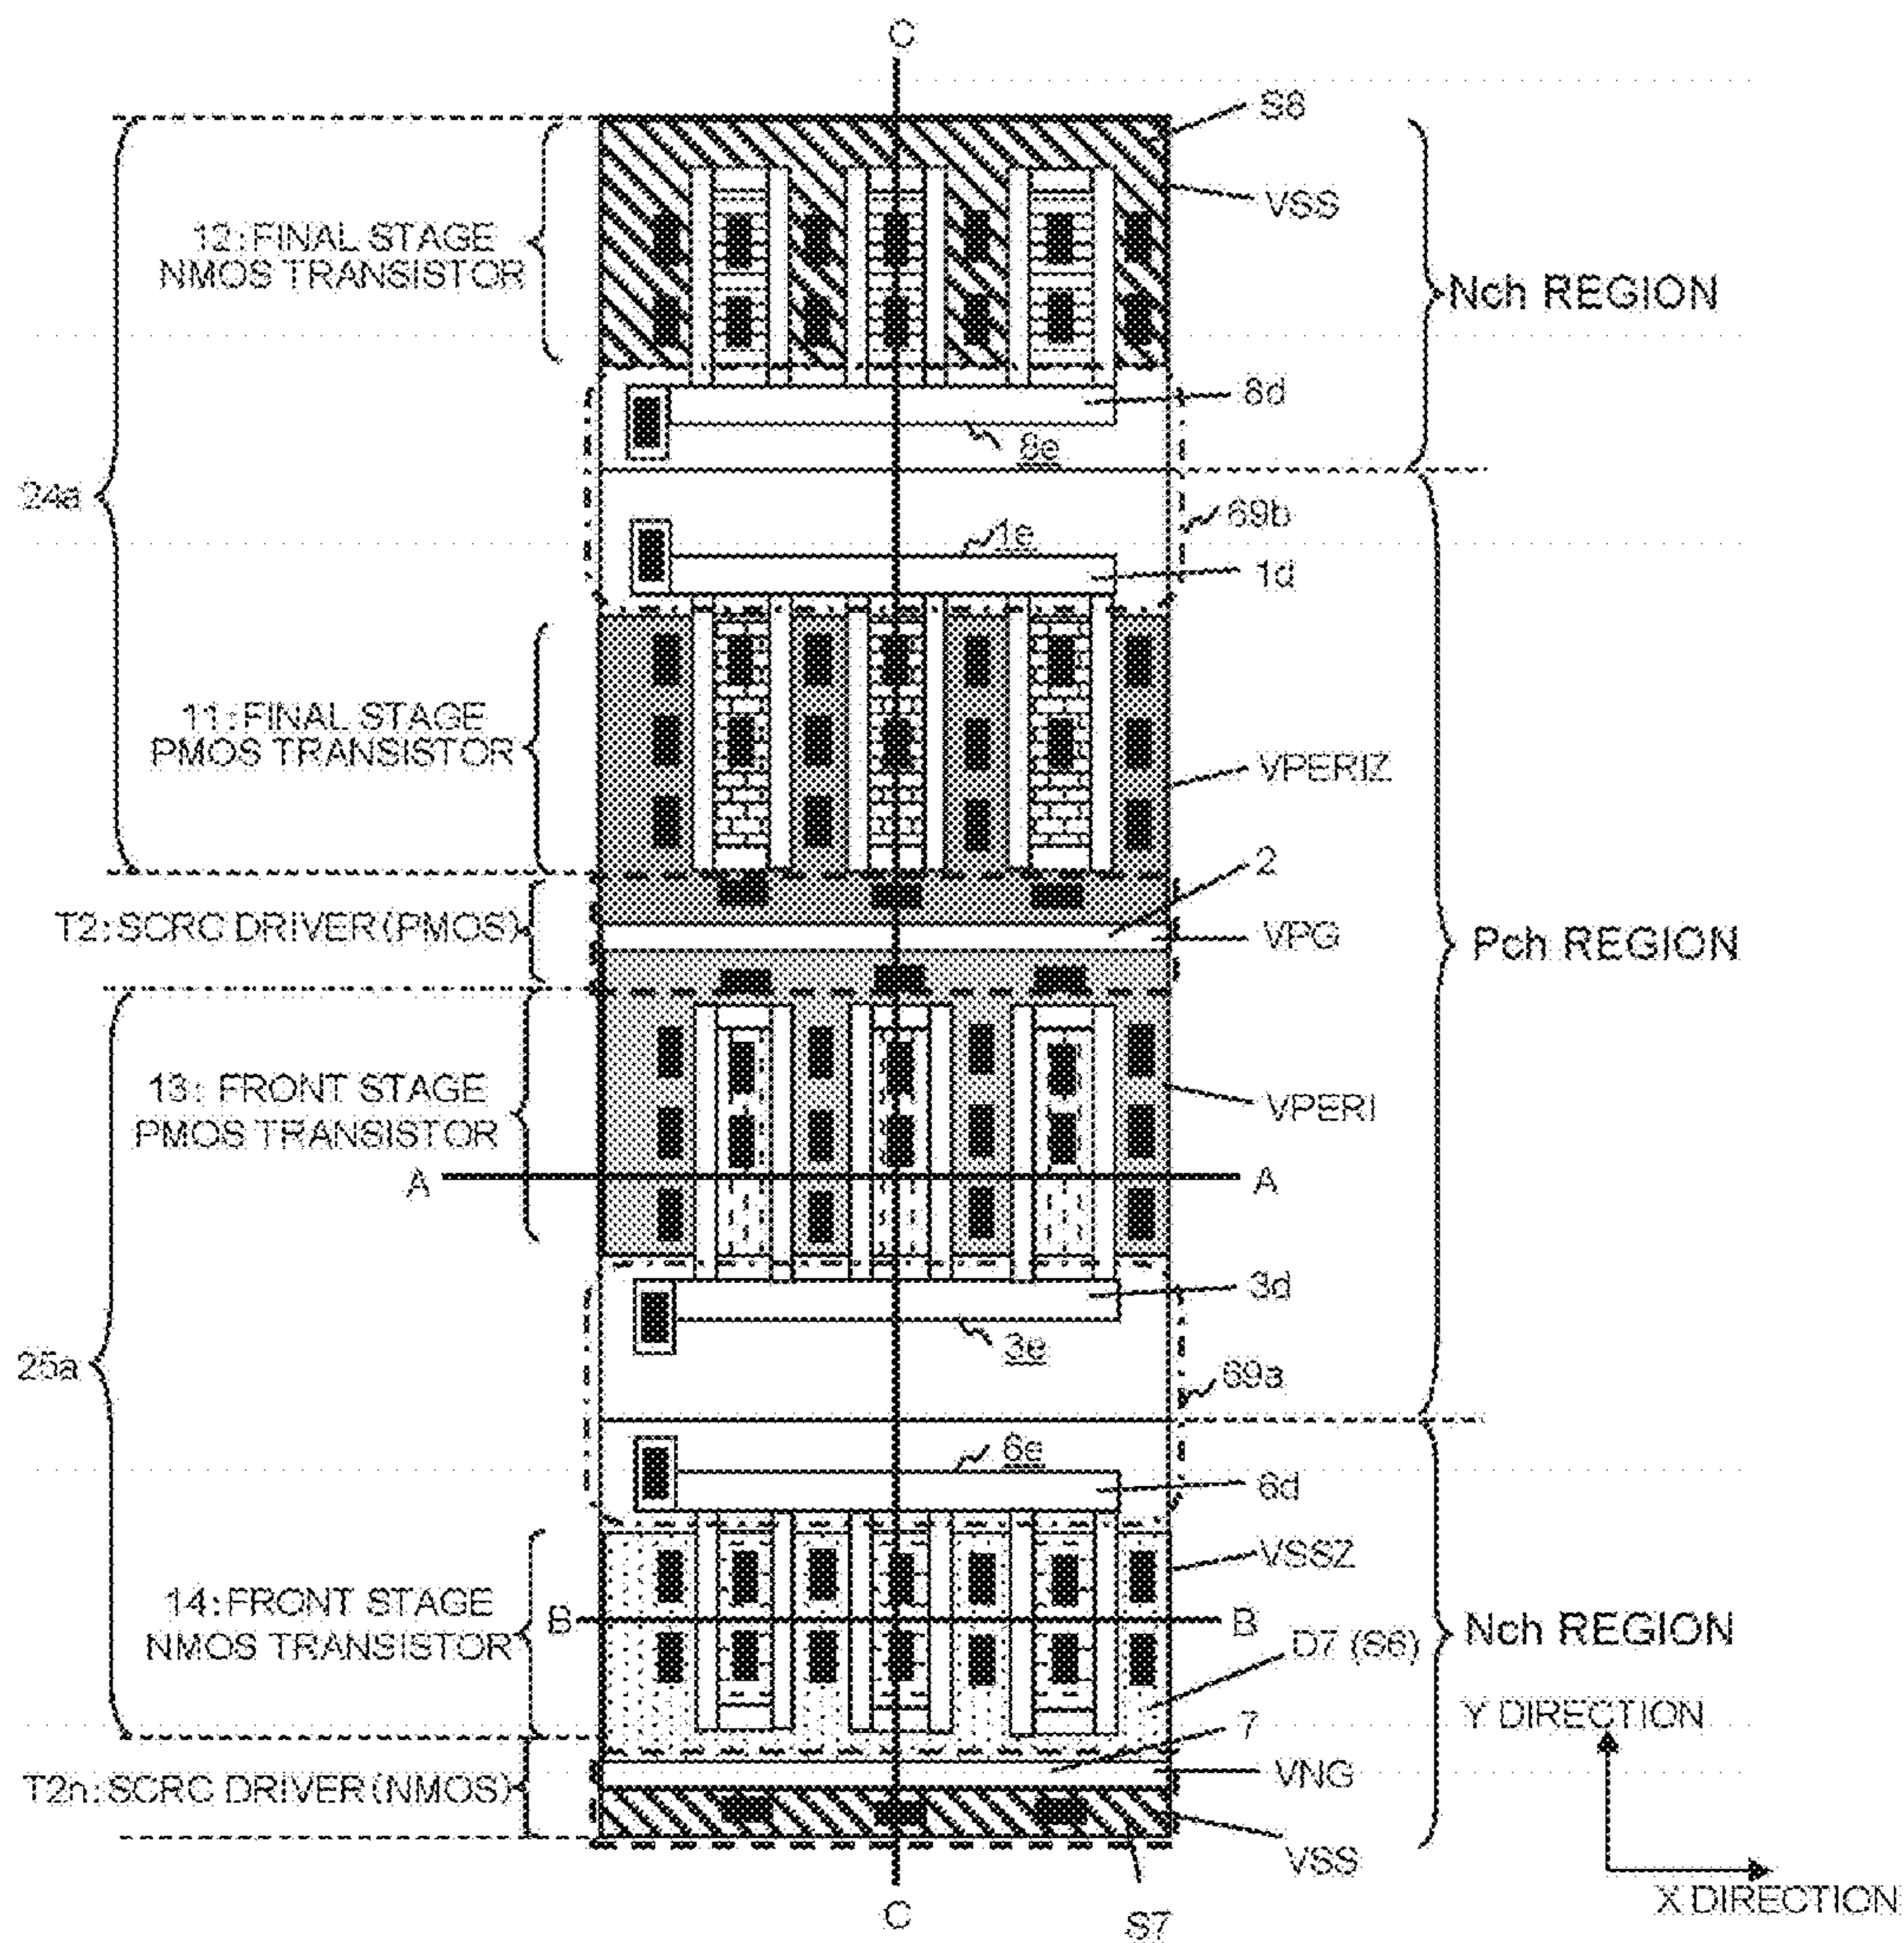 C
S8
VSS
12: FINAL STAGE
NMOS TRANSISTOR
Nch REGION
8d
8e
24a
69b
1e
1d
11: FINAL STAGE
PMOS TRANSISTOR
VPERIZ
2
T2: SCRC DRIVER (PMOS)
VPG
Pch REGION
13: FRONT STAGE
PMOS TRANSISTOR
VPERI
A
A
3d
3e
25a
69a
6e
6d
VSSZ
14: FRONT STAGE
NMOS TRANSISTOR
B
B
Nch REGION
D7 (S6)
Y DIRECTION
7
T2n: SCRC DRIVER (NMOS)
VNG
VSS
X DIRECTION
C
S7